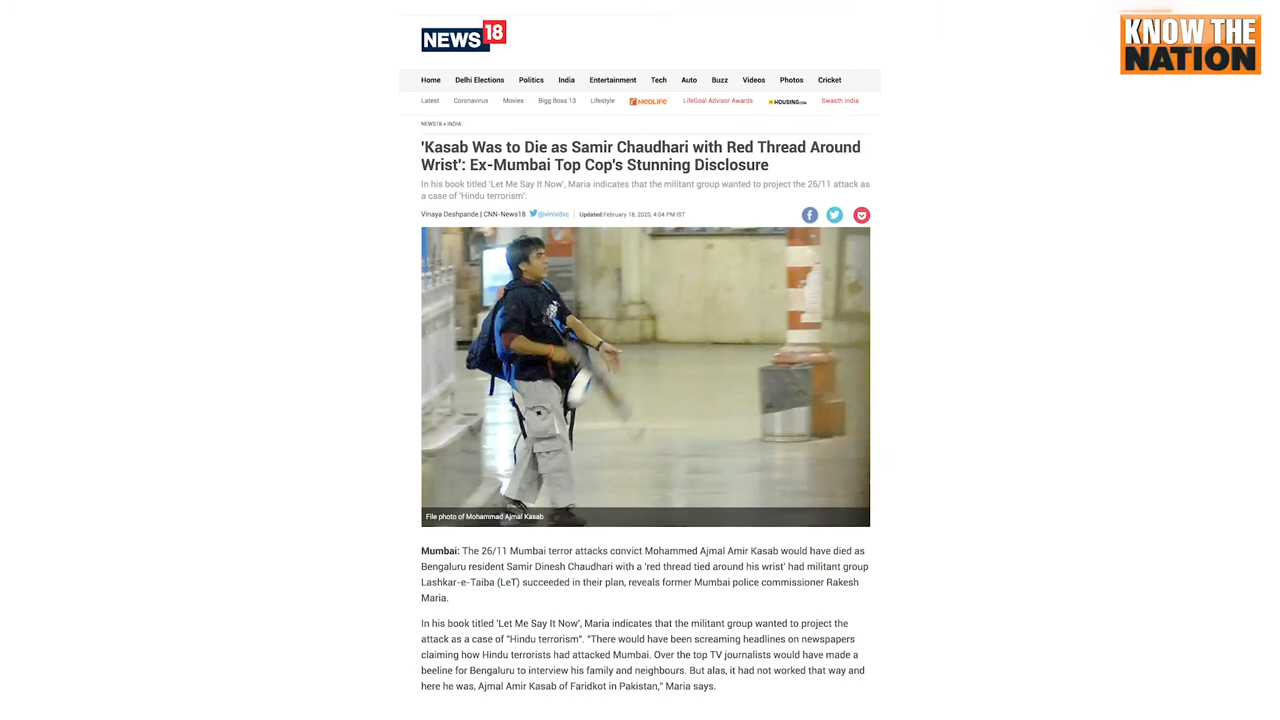 NEWS 18
KNOW THE
NATION
Home Delhi Elections Politics India Entertainment Tech Auto Buzz Videos Photos Cricket
Latest Coronavirus Movies Bigg Boss 13 Lifestyle MEDLIFE LifeGoal Advisor Awards HOUSING.COM Swasth India
NEWS18 • INDIA
'Kasab Was to Die as Samir Chaudhari with Red Thread Around
Wrist': Ex-Mumbai Top Cop's Stunning Disclosure
In his book titled 'Let Me Say It Now', Maria indicates that the militant group wanted to project the 26/11 attack as
a case of 'Hindu terrorism'.
Vinaya Deshpande | CNN-News18 @vinivdvc | Updated:February 18, 2020, 4:04 PM IST
File photo of Mohammad Ajmal Kasab
Mumbai: The 26/11 Mumbai terror attacks convict Mohammed Ajmal Amir Kasab would have died as
Bengaluru resident Samir Dinesh Chaudhari with a 'red thread tied around his wrist' had militant group
Lashkar-e-Taiba (LeT) succeeded in their plan, reveals former Mumbai police commissioner Rakesh
Maria.
In his book titled 'Let Me Say It Now', Maria indicates that the militant group wanted to project the
attack as a case of "Hindu terrorism". "There would have been screaming headlines on newspapers
claiming how Hindu terrorists had attacked Mumbai. Over the top TV journalists would have made a
beeline for Bengaluru to interview his family and neighbours. But alas, it had not worked that way and
here he was, Ajmal Amir Kasab of Faridkot in Pakistan," Maria says.